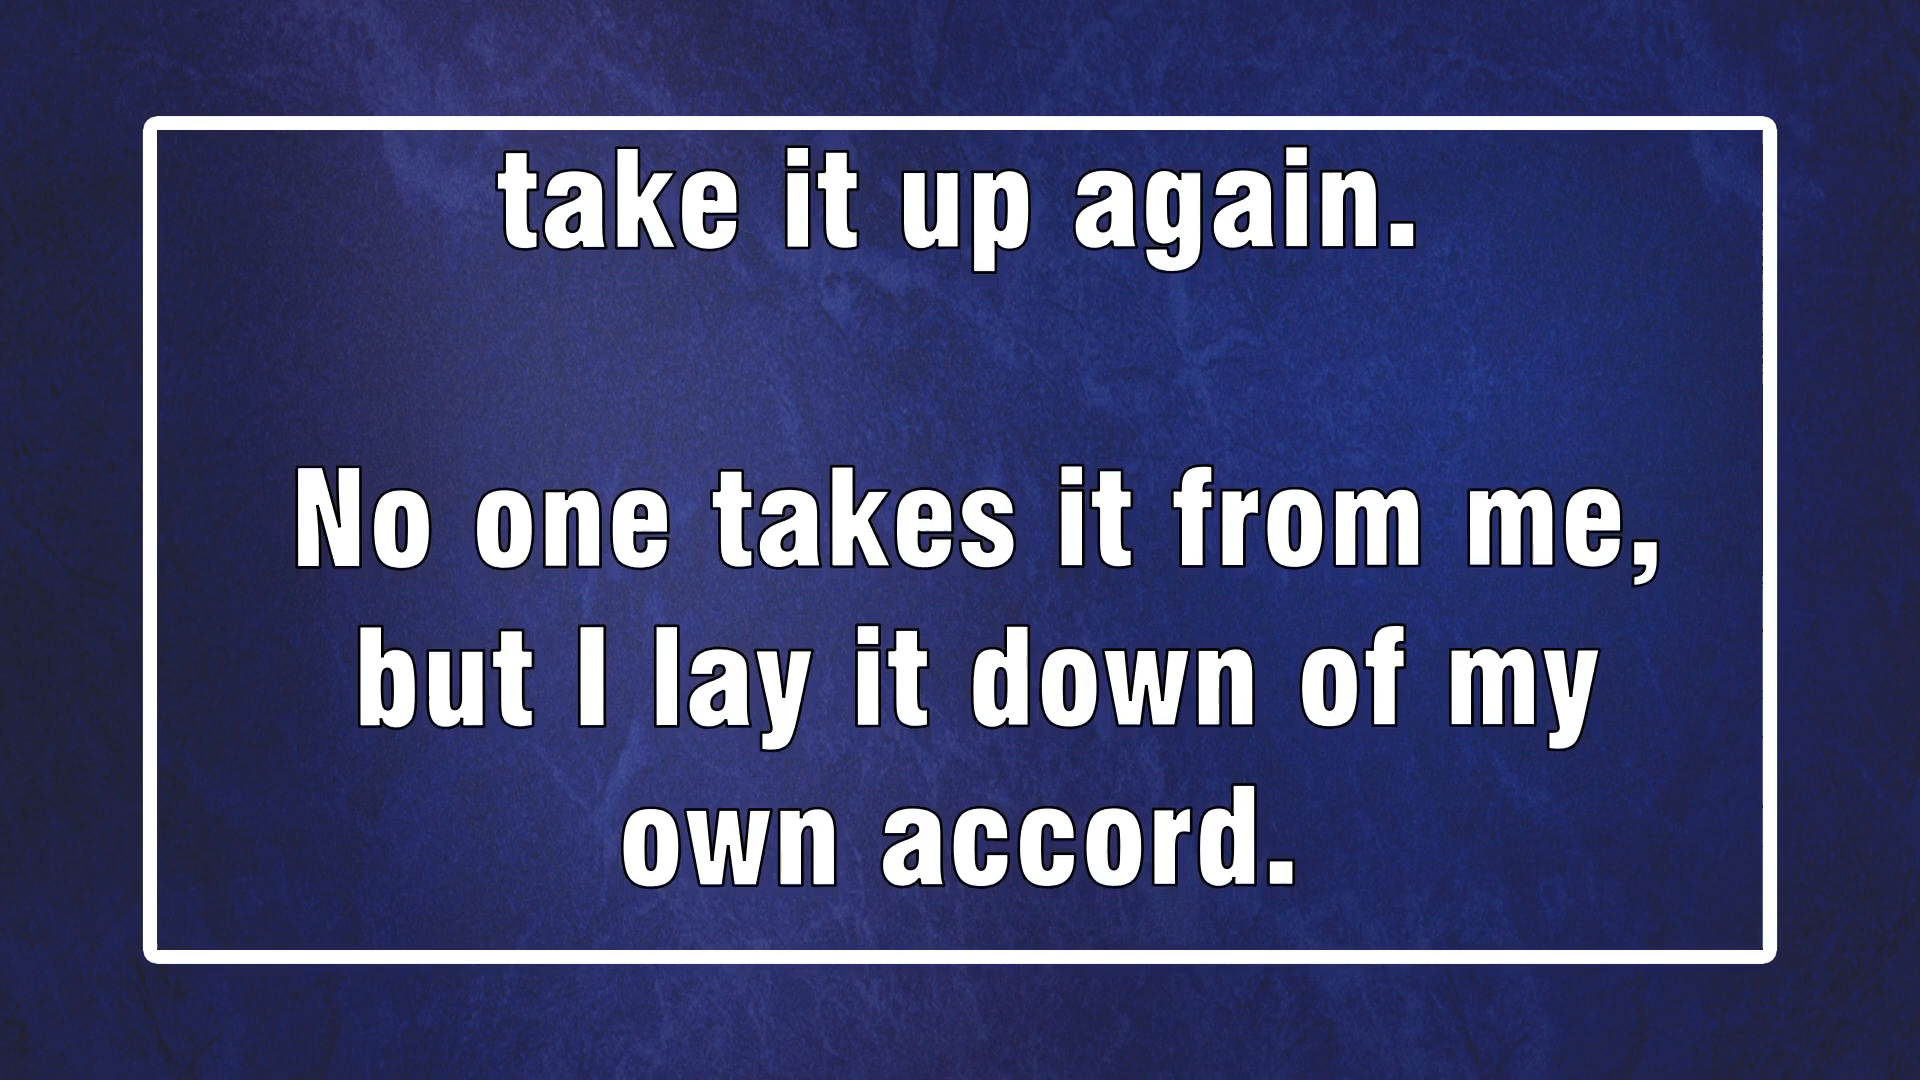 take it up again.
No one takes it from me,
but I lay it down of my
own accord.